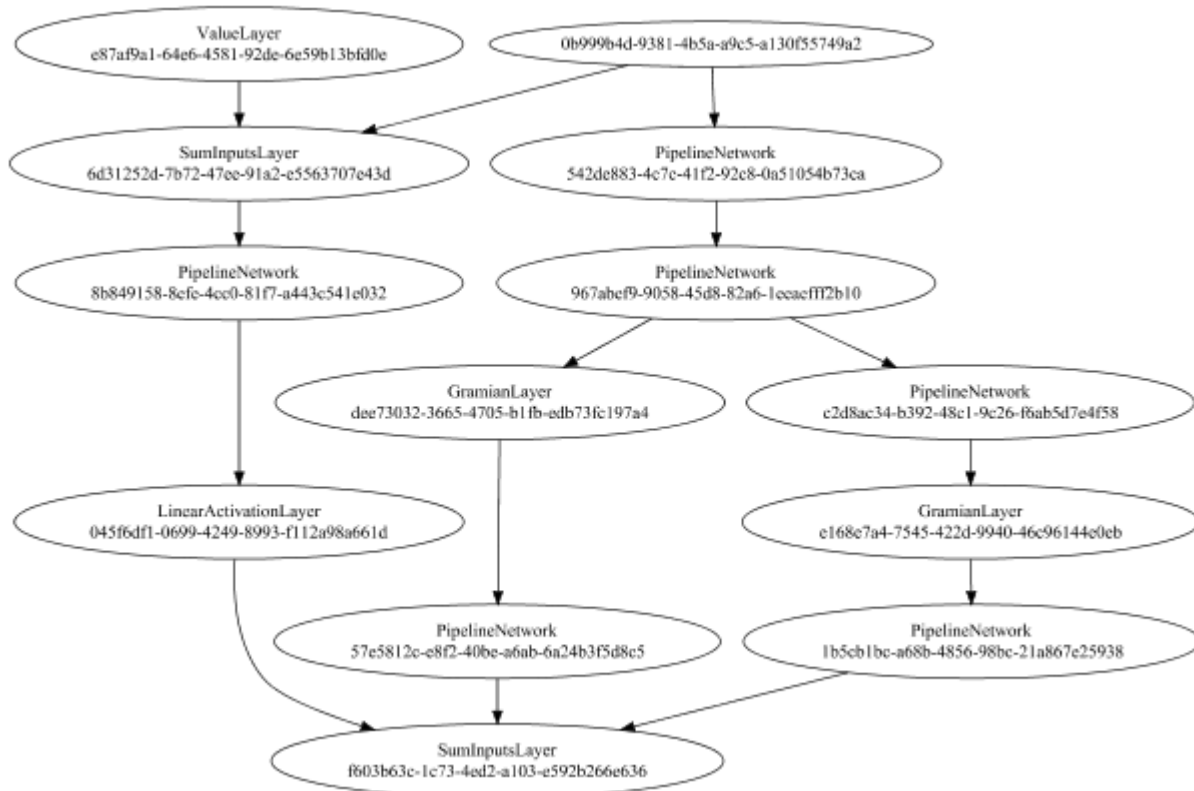 ValueLayer
e87af9a1-64e6-4581-92de-6e59b13bfd0e
0b999b4d-9381-4b5a-a9c5-a130f55749a2
SumInputsLayer
6d31252d-7b72-47ee-91a2-e5563707e43d
PipelineNetwork
542de883-4c7c-41f2-92c8-0a51054b73ca
PipelineNetwork
8b849158-8cfc-4cc0-81f7-a443c541e032
PipelineNetwork
967abef9-9058-45d8-82a6-1eeaefff2b10
GramianLayer
dee73032-3665-4705-b1fb-edb73fc197a4
PipelineNetwork
c2d8ac34-b392-48c1-9c26-f6ab5d7e4f58
LinearActivationLayer
045f6df1-0699-4249-8993-f112a98a661d
GramianLayer
e168e7a4-7545-422d-9940-46c96144e0eb
PipelineNetwork
57e5812c-e8f2-40be-a6ab-6a24b3f5d8c5
PipelineNetwork
1b5cb1bc-a68b-4856-98bc-21a867e25938
SumInputsLayer
f603b63c-1c73-4ed2-a103-e592b266e636